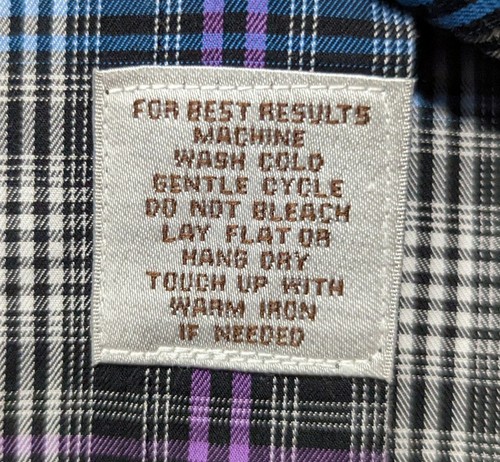 FOR BEST RESULTS
MACHINE
WASH COLD
GENTLE CYCLE
DO NOT BLEACH
LAY FLAT OR
HANG DRY
TOUCH UP WITH
WARM IRON
IF NEEDED